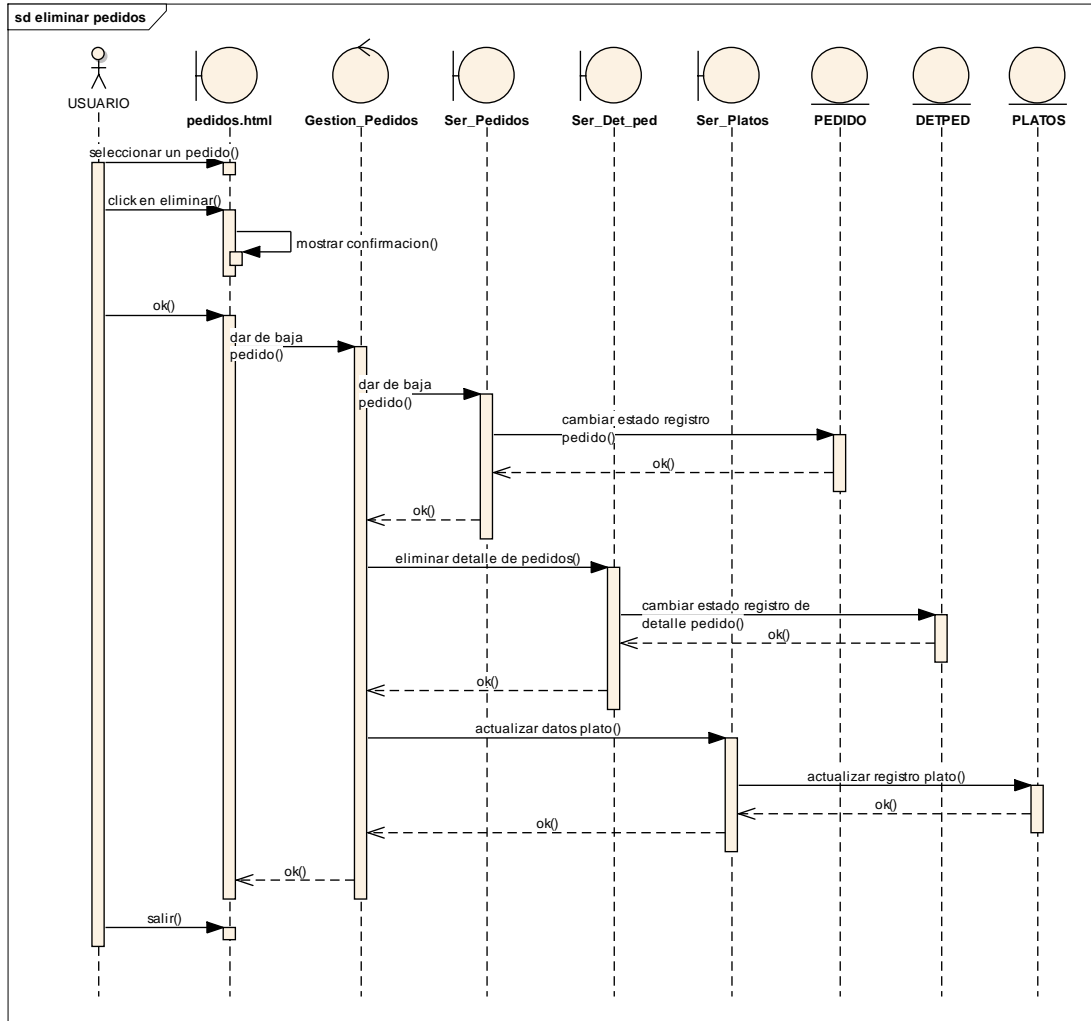 sd eliminar pedidos
USUARIO
pedidos.html
Gestion_Pedidos
Ser_Pedidos
Ser_Det_ped
Ser_Platos
PEDIDO
DETPED
PLATOS
seleccionar un pedido()
click en eliminar()
mostrar confirmacion()
ok()
dar de baja
pedido()
dar de baja
pedido()
cambiar estado registro
pedido()
ok()
ok()
eliminar detalle de pedidos()
cambiar estado registro de
detalle pedido()
ok()
ok()
actualizar datos plato()
actualizar registro plato()
ok()
ok()
ok()
salir()